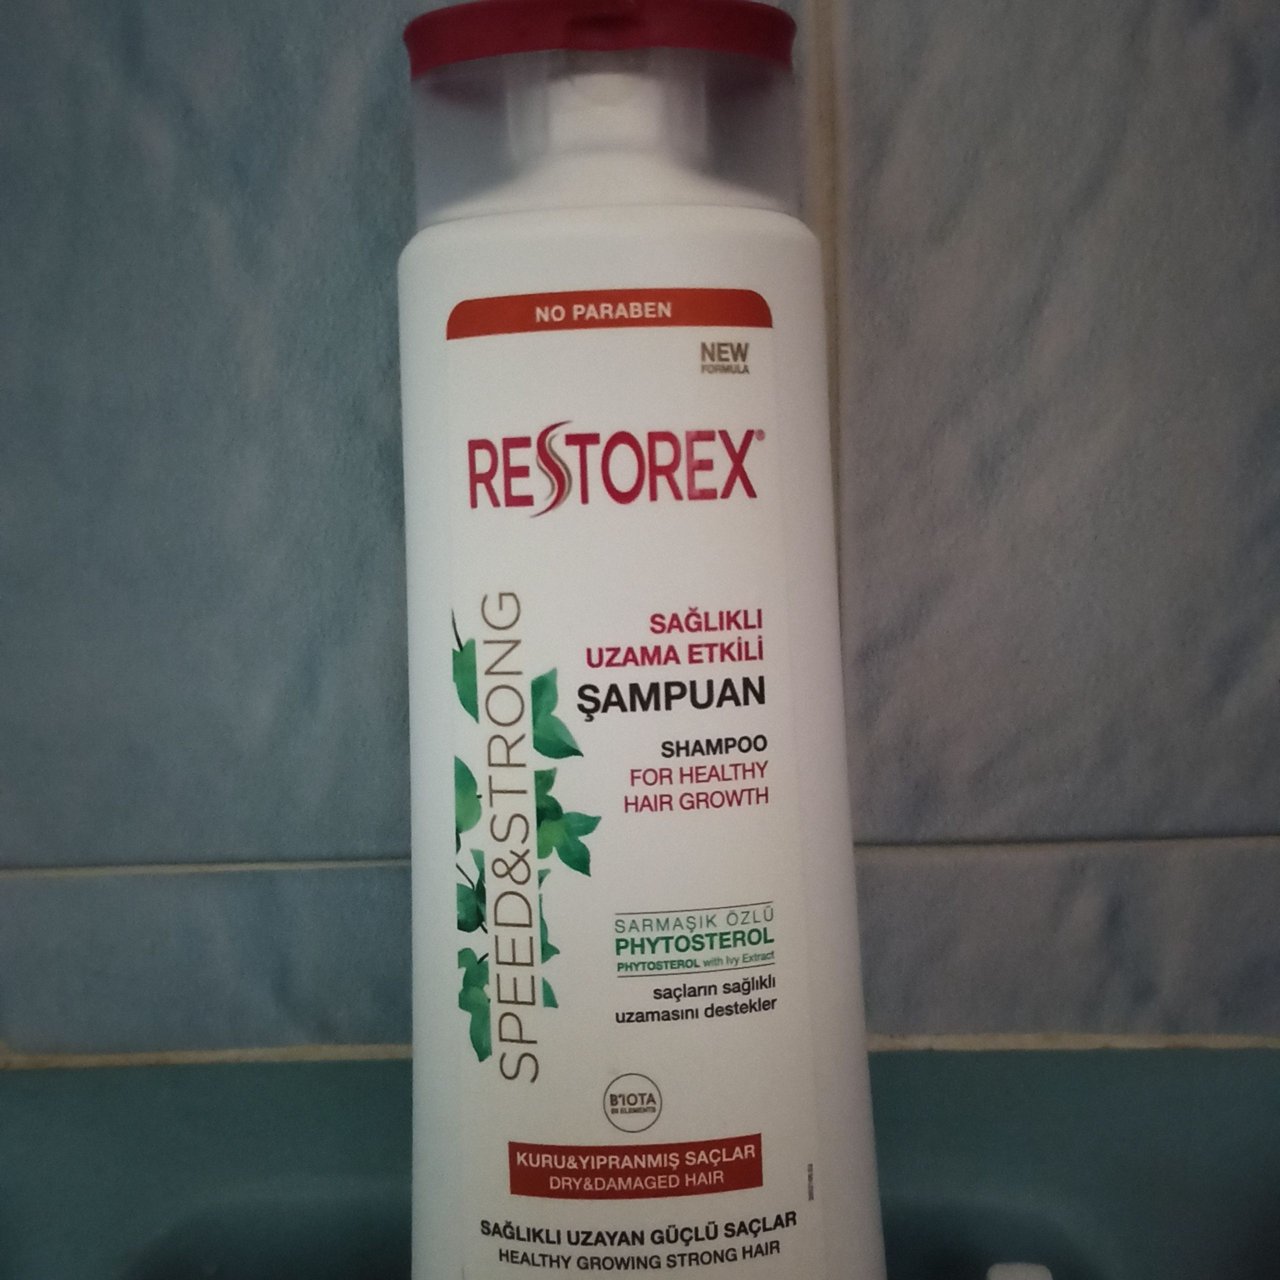 NO PARABEN
NEW
FORMULA
RESTOREX®
SPEED&STRONG
SAĞLIKLI
UZAMA ETKİLİ
ŞAMPUAN
SHAMPOO
FOR HEALTHY
HAIR GROWTH
SARMAŞIK ÖZLÜ
PHYTOSTEROL
PHYTOSTEROL with Ivy Extract
saçların sağlıklı
uzamasını destekler
B'IOTA
KURU&YIPRANMIŞ SAÇLAR
DRY&DAMAGED HAIR
SAĞLIKLI UZAYAN GÜÇLÜ SAÇLAR
HEALTHY GROWING STRONG HAIR